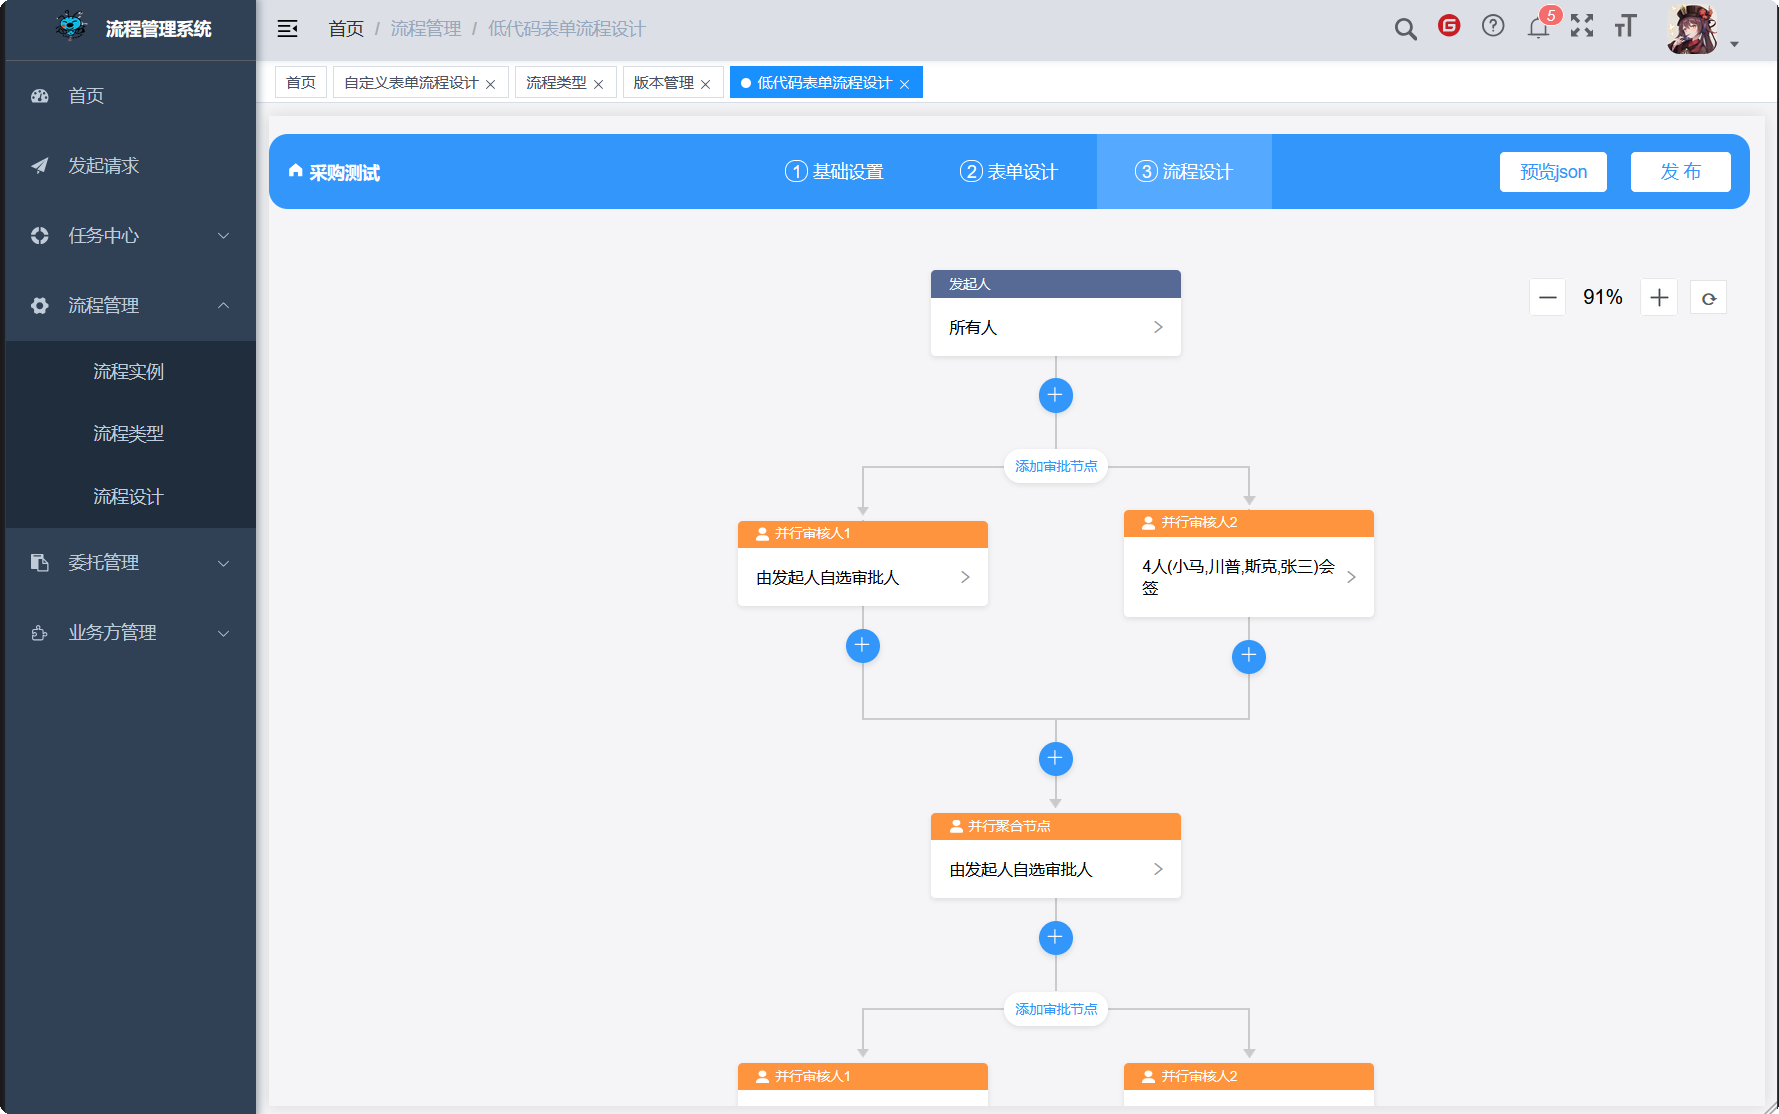 流程管理系统
首页
发起请求
任务中心
流程管理
流程实例
流程类型
流程设计
委托管理
业务方管理
首页 / 流程管理 / 低代码表单流程设计
5
首页
自定义表单流程设计
流程类型
版本管理
低代码表单流程设计
采购测试
1 基础设置
2 表单设计
3 流程设计
预览json
发 布
91%
发起人
所有人
添加审批节点
并行审核人1
由发起人自选审批人
并行审核人2
4人(小马,川普,斯克,张三)会
签
并行聚合节点
由发起人自选审批人
添加审批节点
并行审核人1
并行审核人2